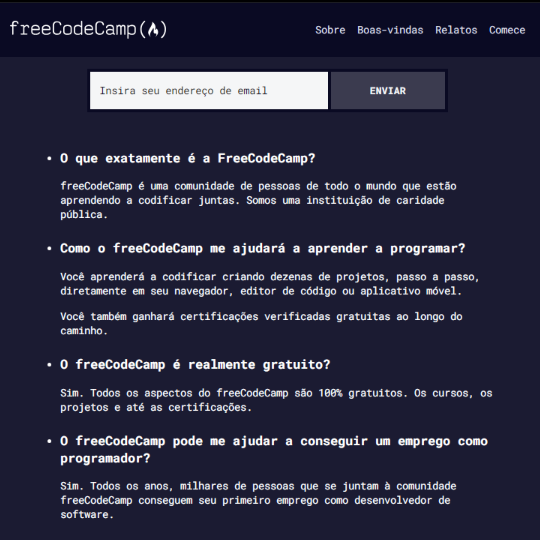 freeCodeCamp(🔥)
Sobre Boas-vindas Relatos Comece
Insira seu endereço de email
ENVIAR
• O que exatamente é a FreeCodeCamp?
freeCodeCamp é uma comunidade de pessoas de todo o mundo que estão
aprendendo a codificar juntas. Somos uma instituição de caridade
pública.
• Como o freeCodeCamp me ajudará a aprender a programar?
Você aprenderá a codificar criando dezenas de projetos, passo a passo,
diretamente em seu navegador, editor de código ou aplicativo móvel.
Você também ganhará certificações verificadas gratuitas ao longo do
caminho.
• O freeCodeCamp é realmente gratuito?
Sim. Todos os aspectos do freeCodeCamp são 100% gratuitos. Os cursos, os
projetos e até as certificações.
• O freeCodeCamp pode me ajudar a conseguir um emprego como
programador?
Sim. Todos os anos, milhares de pessoas que se juntam à comunidade
freeCodeCamp conseguem seu primeiro emprego como desenvolvedor de
software.